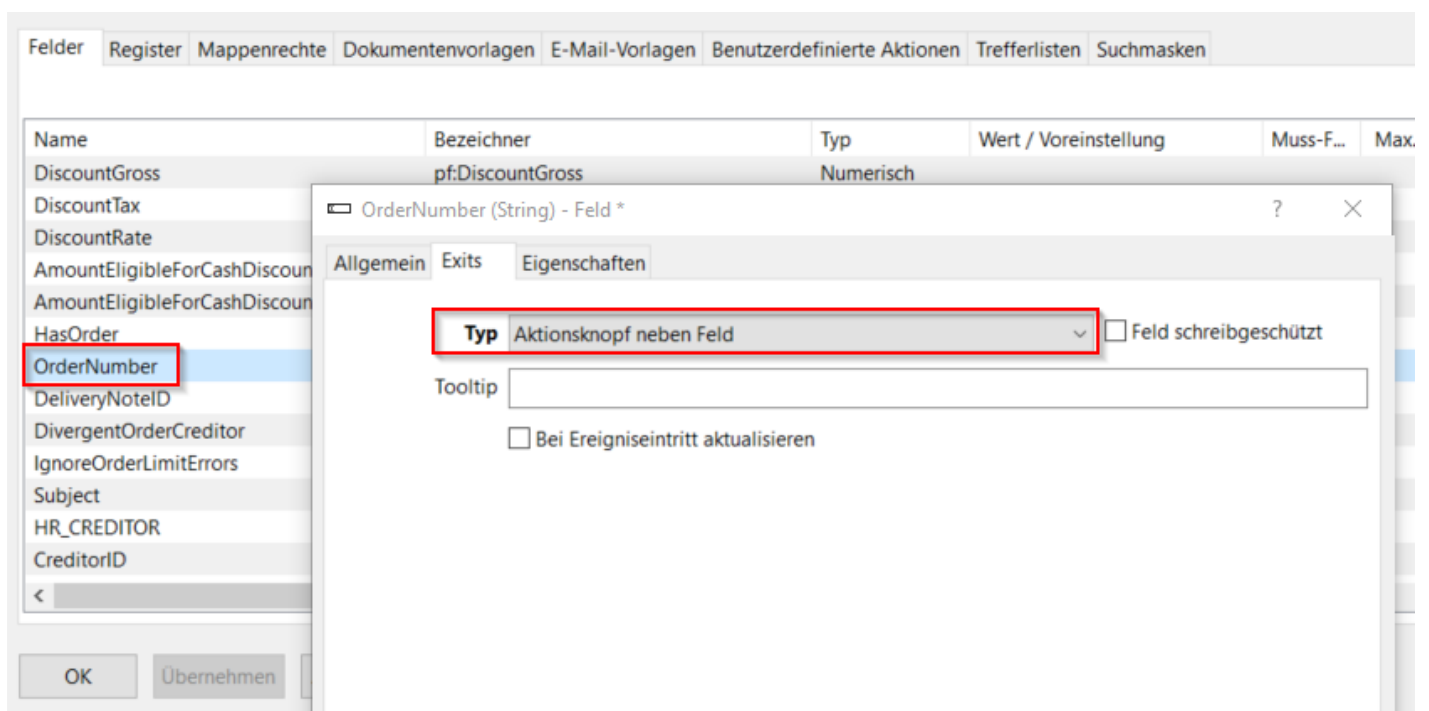 Felder Register Mappenrechte Dokumentenvorlagen E-Mail-Vorlagen Benutzerdefinierte Aktionen Trefferlisten Suchmasken
Name Bezeichner Typ Wert / Voreinstellung Muss-F... Max.
DiscountGross pf:DiscountGross Numerisch
DiscountTax
OrderNumber (String) - Feld * ?
DiscountRate
Allgemein Exits Eigenschaften
AmountEligibleForCashDiscoun
AmountEligibleForCashDiscoun
HasOrder
Typ Aktionsknopf neben Feld Feld schreibgeschützt
OrderNumber
Tooltip
DeliveryNoteID
DivergentOrderCreditor
Bei Ereigniseintritt aktualisieren
IgnoreOrderLimitErrors
Subject
HR_CREDITOR
CreditorID
OK Übernehmen